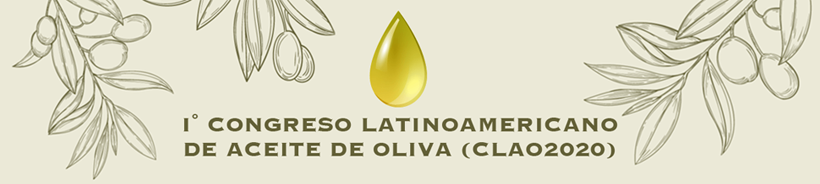 I° CONGRESO LATINOAMERICANO
DE ACEITE DE OLIVA (CLAO2020)